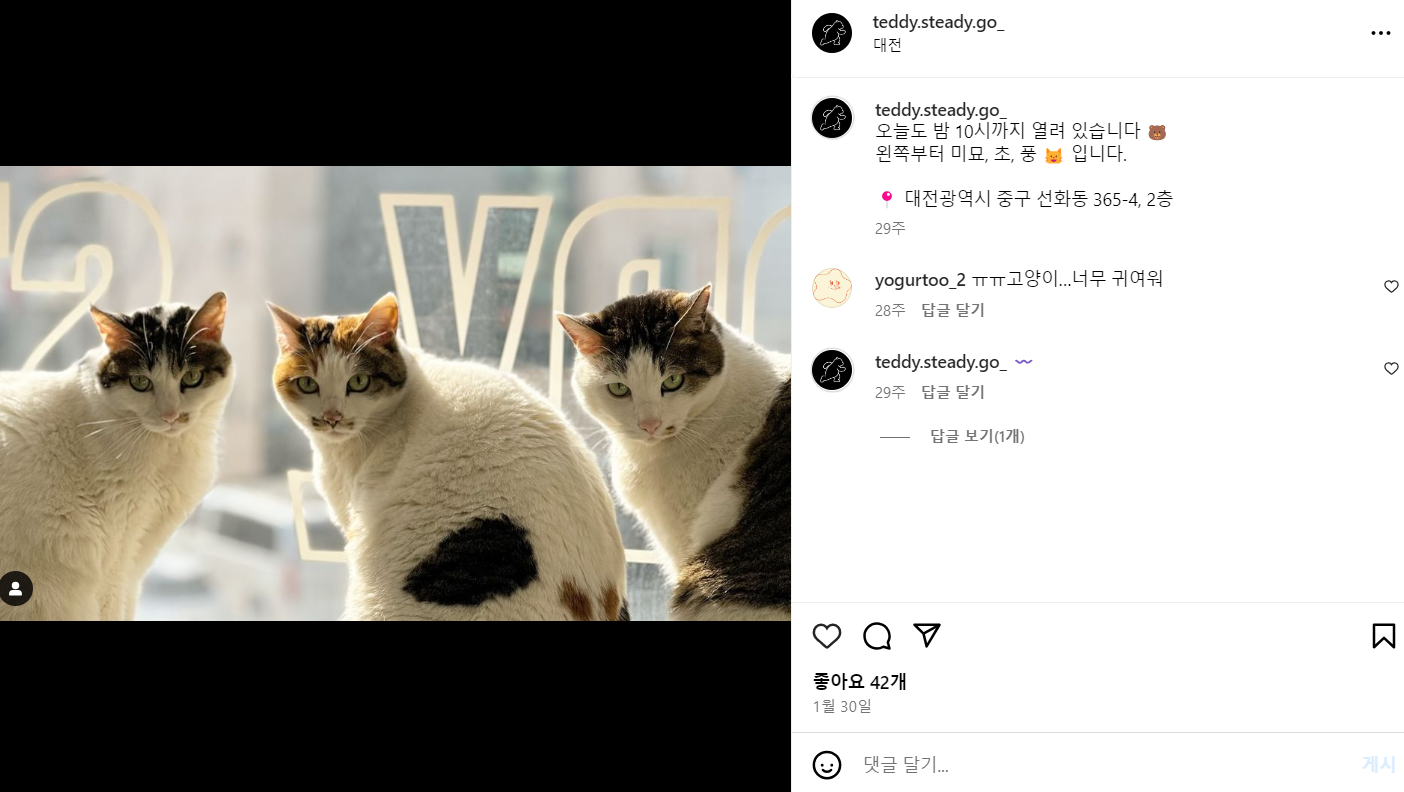 teddy.steady.go_
대전
teddy.steady.go_
오늘도 밤 10시까지 열려 있습니다 🐻
왼쪽부터 미묘, 초, 풍 😺 입니다.
📍 대전광역시 중구 선화동 365-4, 2층
29주
yogurtoo_2 ㅠㅠ고양이...너무 귀여워
28주 답글 달기
teddy.steady.go_ 〰️
29주 답글 달기
답글 보기(1개)
좋아요 42개
1월 30일
댓글 달기...
게시